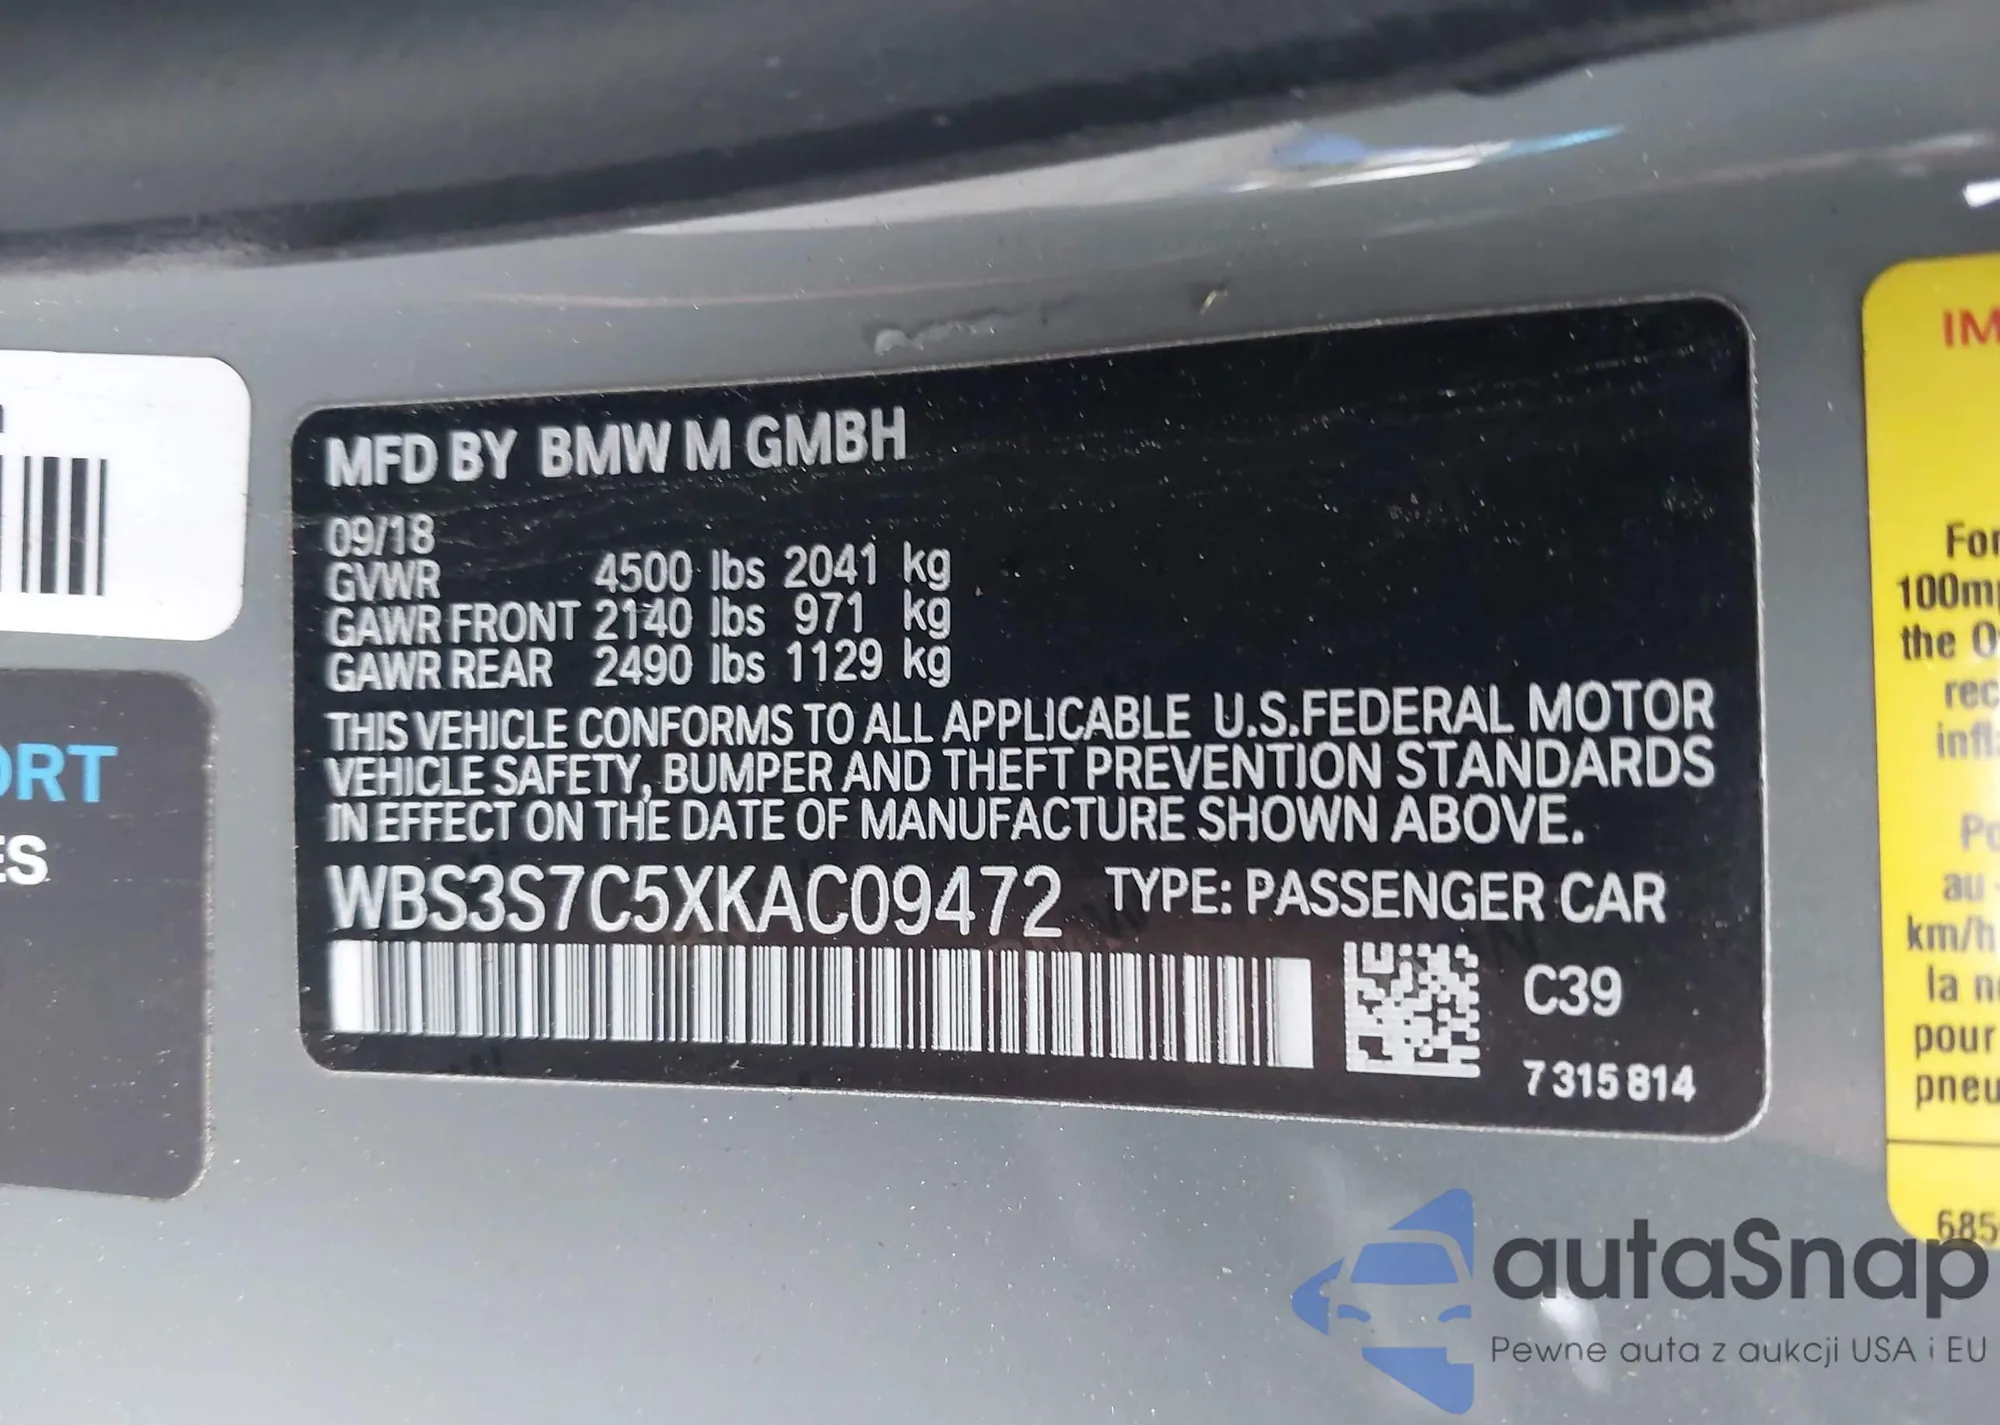 MFD BY BMW M GMBH
09/18
GVWR 4500 lbs 2041 kg
GAWR FRONT 2140 lbs 971 kg
GAWR REAR 2490 lbs 1129 kg
THIS VEHICLE CONFORMS TO ALL APPLICABLE U.S.FEDERAL MOTOR
VEHICLE SAFETY, BUMPER AND THEFT PREVENTION STANDARDS
IN EFFECT ON THE DATE OF MANUFACTURE SHOWN ABOVE.
WBS3S7C5XKAC09472 TYPE: PASSENGER CAR
C39
7 315 814
ORT
ES
IM
For
100mp
the O
rec
infla
Po
au
km/h
la n
pour
pneu
685
autaSnap
Pewne auta z aukcji USA i EU